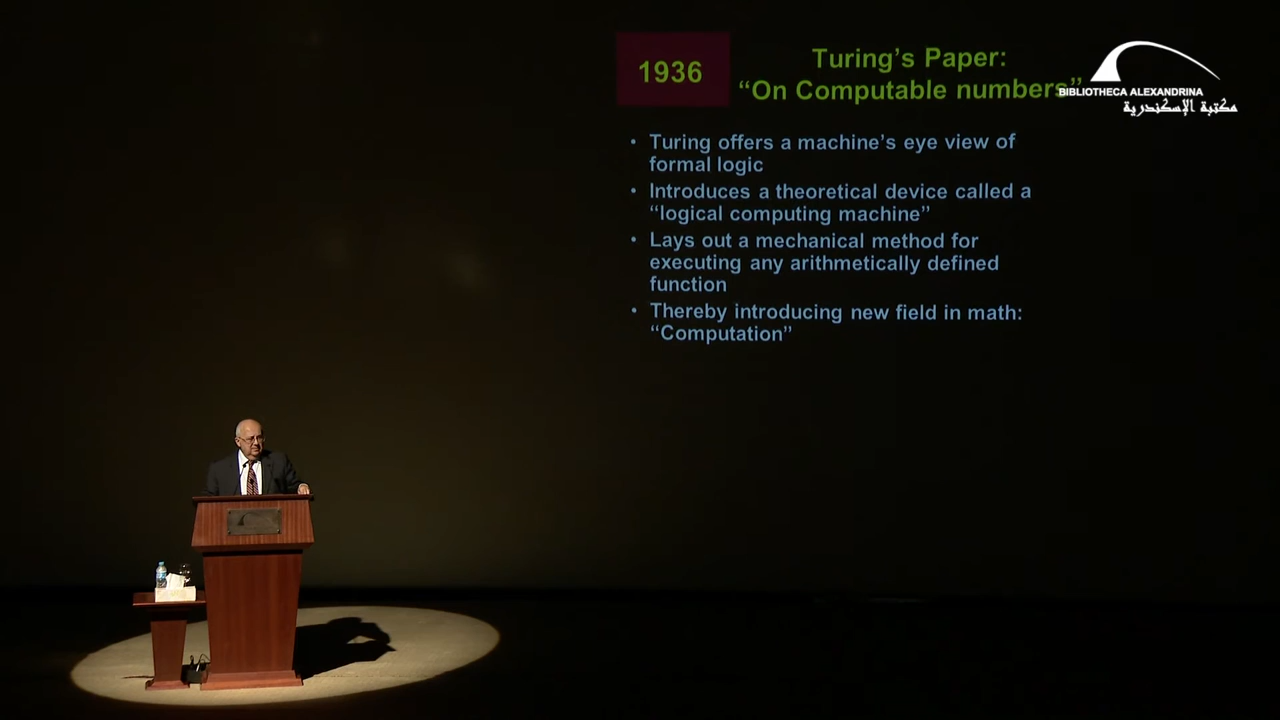 1936
Turing's Paper:
“On Computable numbers”
BIBLIOTHECA ALEXANDRINA
مكتبة الإسكندرية
• Turing offers a machine's eye view of
formal logic
• Introduces a theoretical device called a
“logical computing machine”
• Lays out a mechanical method for
executing any arithmetically defined
function
• Thereby introducing new field in math:
“Computation”